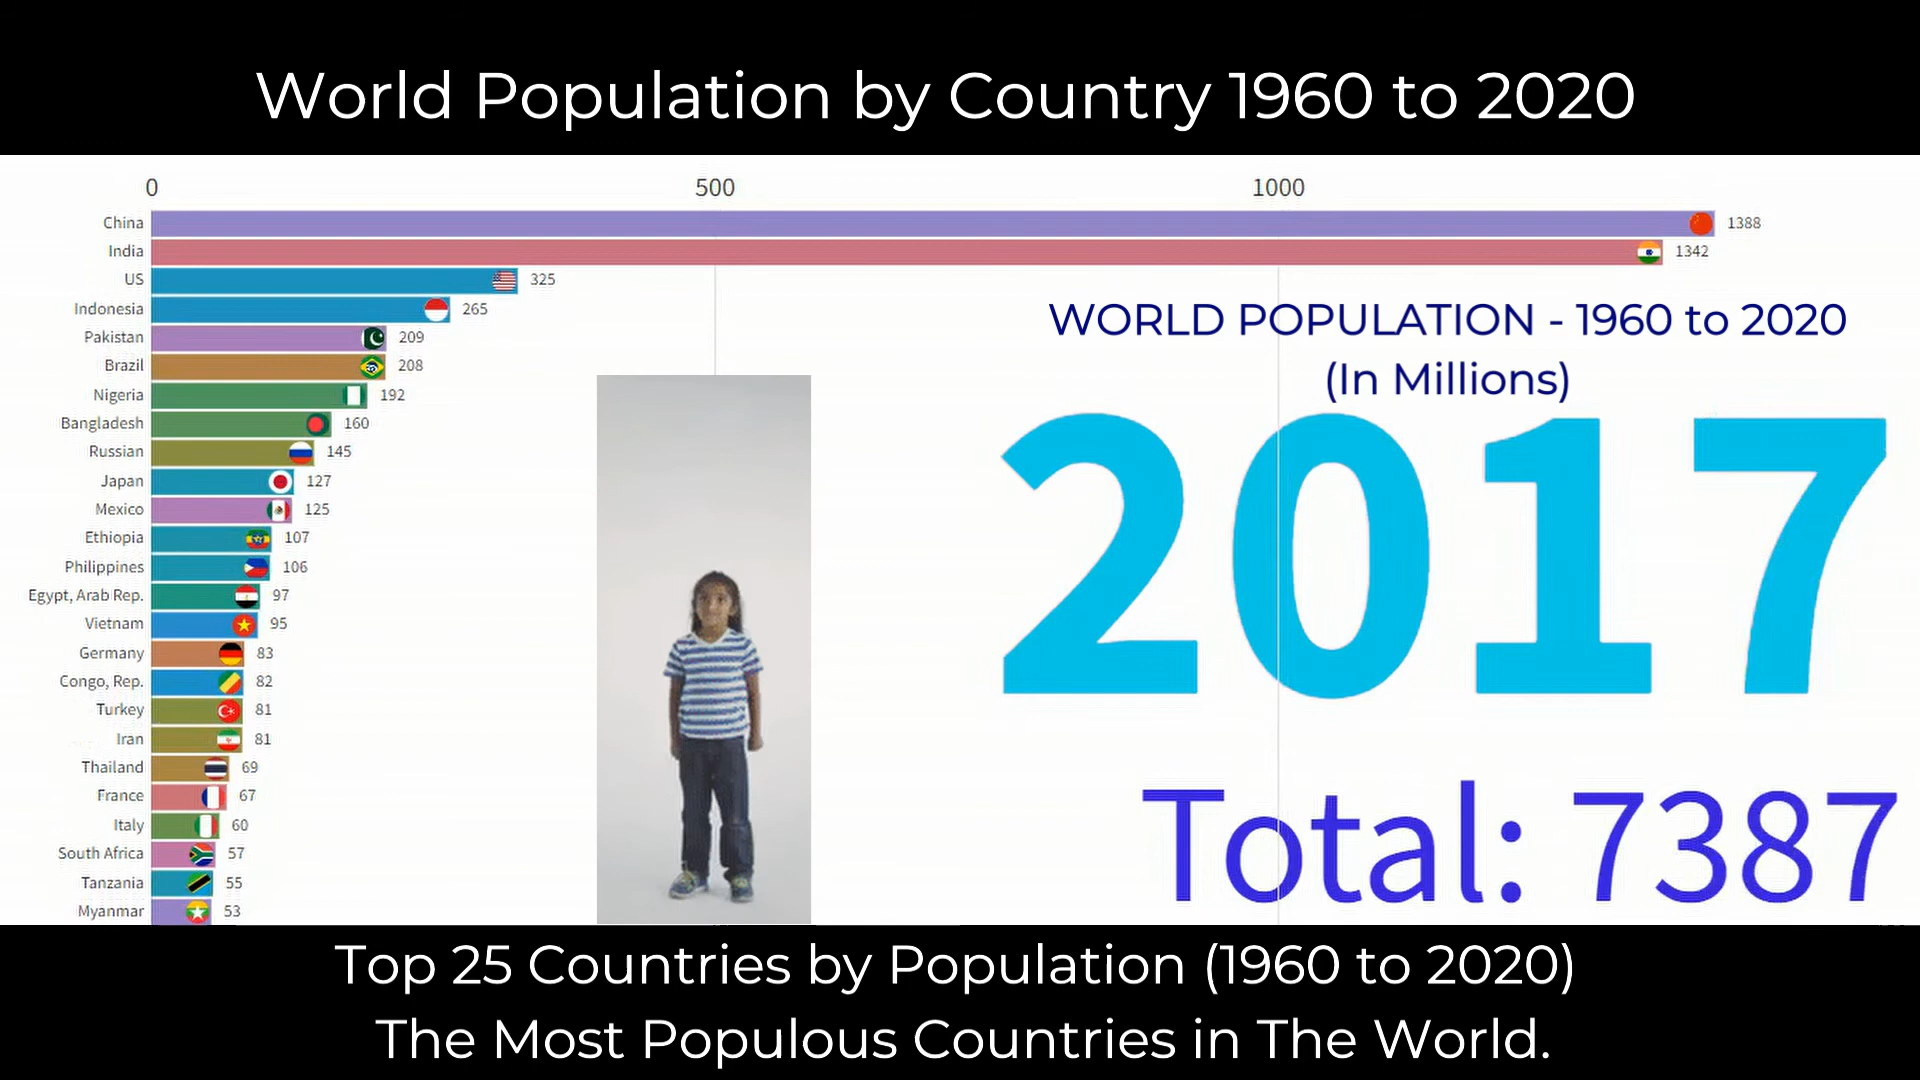 World Population by Country 1960 to 2020
0 500 1000
China 1388
India 1342
US 325
Indonesia 265
Pakistan 209
Brazil 208
Nigeria 192
Bangladesh 160
Russian 145
Japan 127
Mexico 125
Ethiopia 107
Philippines 106
Egypt, Arab Rep. 97
Vietnam 95
Germany 83
Congo, Rep. 82
Turkey 81
Iran 81
Thailand 69
France 67
Italy 60
South Africa 57
Tanzania 55
Myanmar 53
WORLD POPULATION - 1960 to 2020
(In Millions)
2017
Total: 7387
Top 25 Countries by Population (1960 to 2020)
The Most Populous Countries in The World.